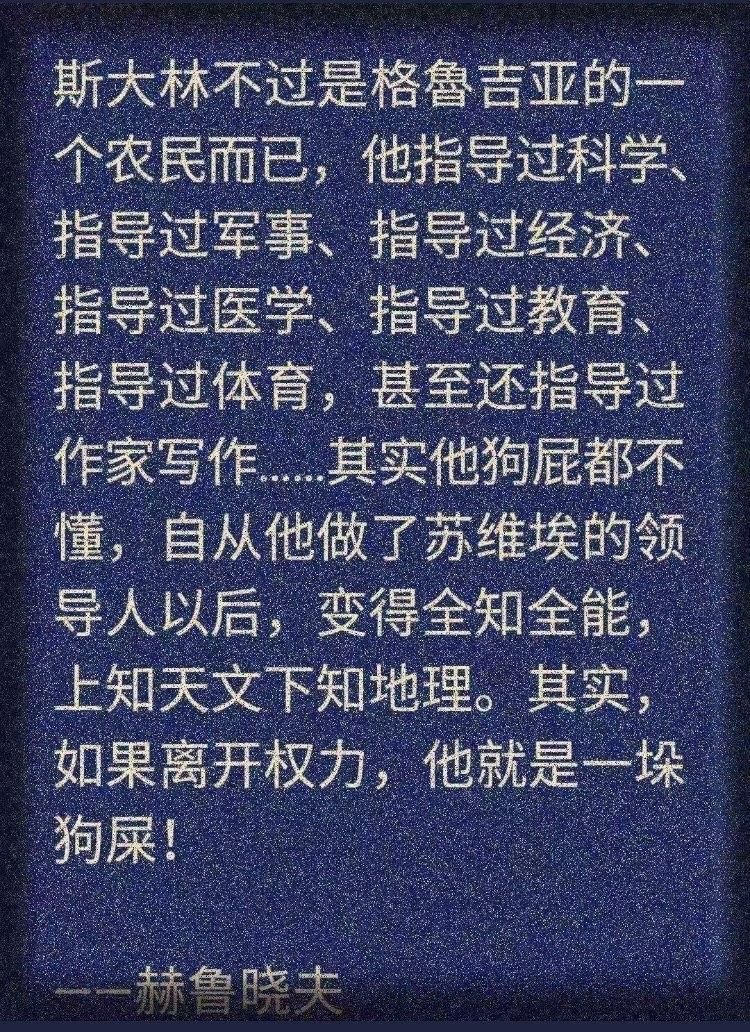 斯大林不过是格魯吉亚的一
个农民而已，他指导过科学、
指导过军事、指导过经济、
指导过医学、指导过教育、
指导过体育，甚至还指导过
作家写作……其实他狗屁都不
懂，自从他做了苏维埃的领
导人以后，变得全知全能，
上知天文下知地理。其实，
如果离开权力，他就是一垛
狗屎！
——赫鲁晓夫